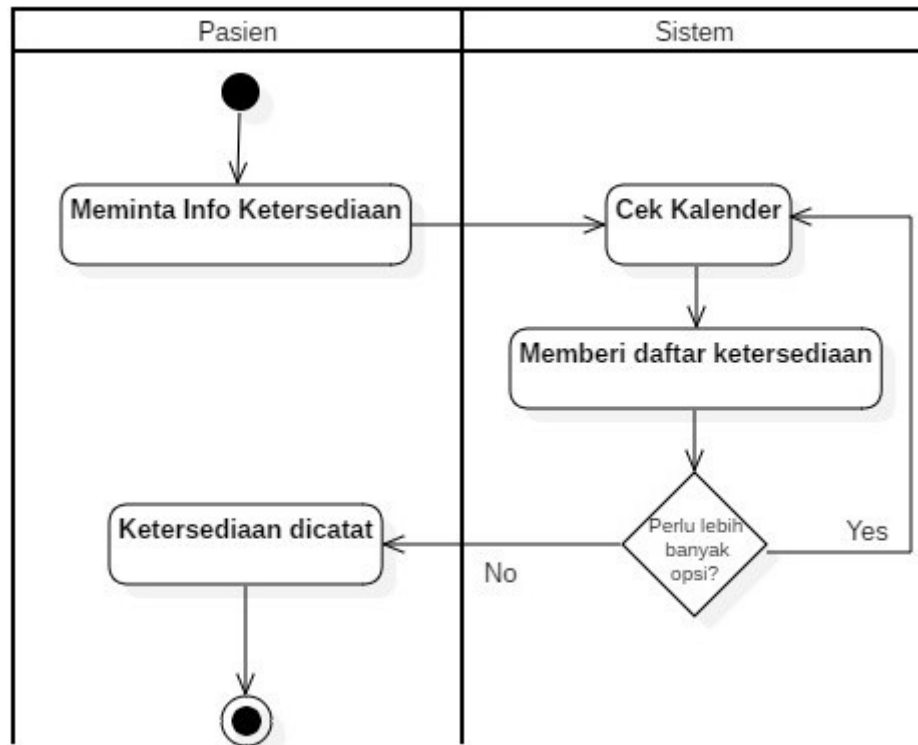 Pasien
Sistem
Meminta Info Ketersediaan
Cek Kalender
Memberi daftar ketersediaan
Perlu lebih
banyak
opsi?
Yes
No
Ketersediaan dicatat